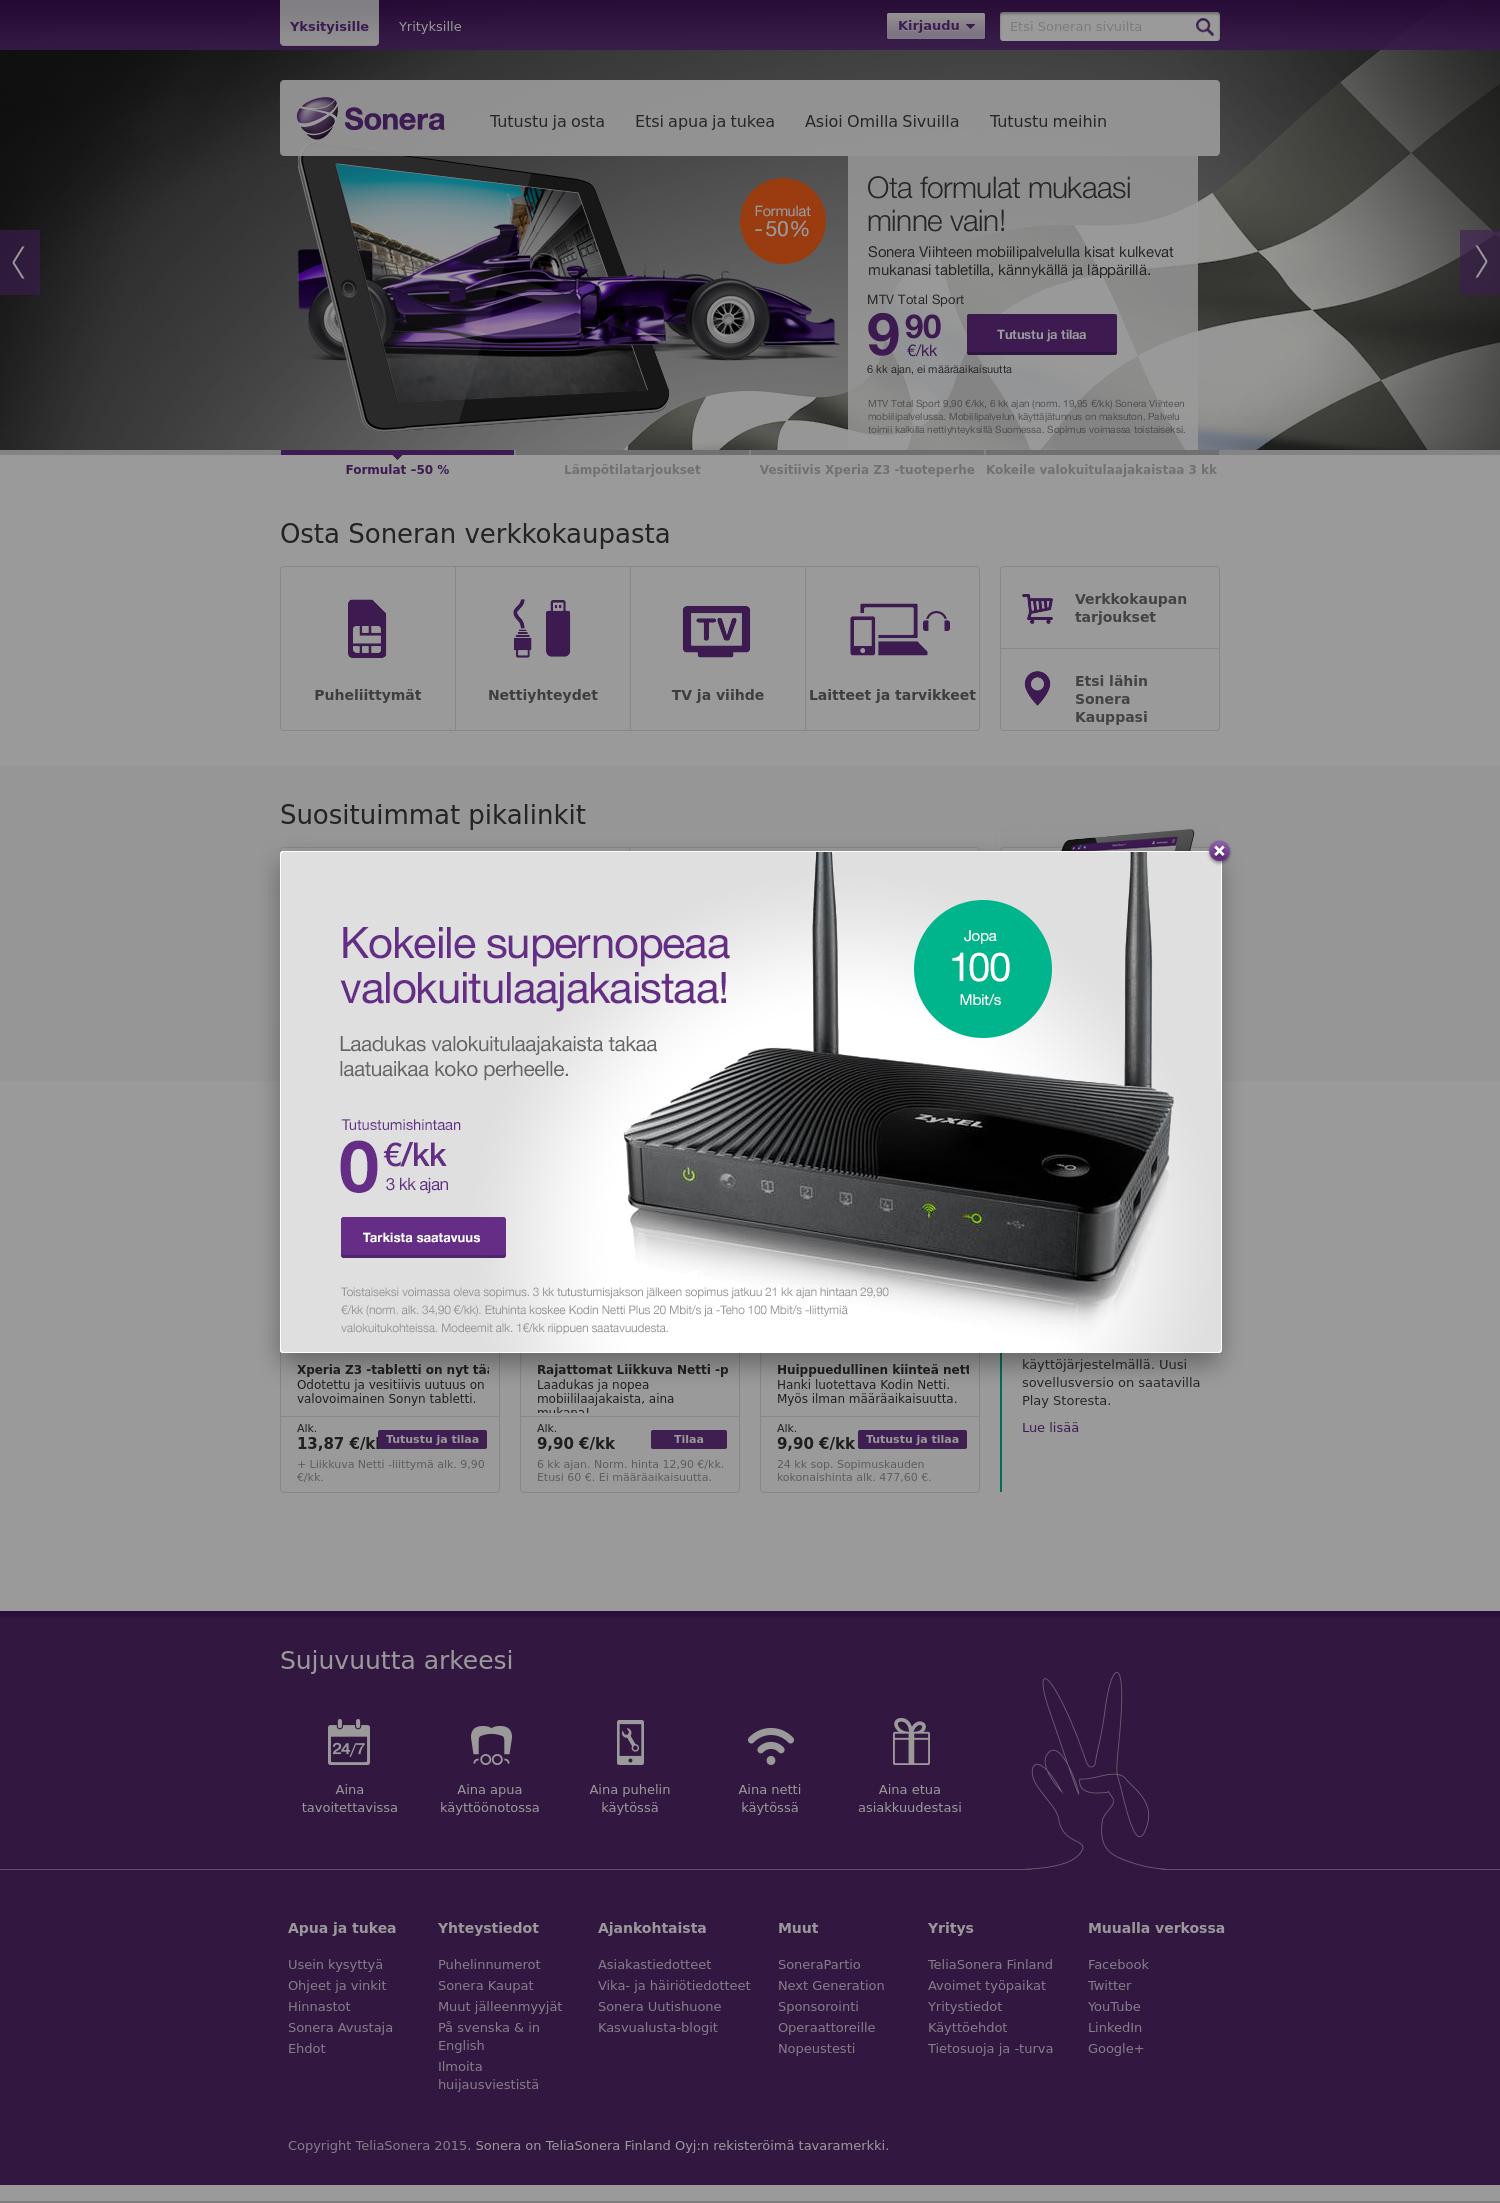 Yksityisille
Yrityksille
Kirjaudu
Etsi Soneran sivuilta
Sonera
Tutustu ja osta
Etsi apua ja tukea
Asioi Omilla Sivuilla
Tutustu meihin
Formulat
-50%
Ota formulat mukaasi
minne vain!
Sonera Viihteen mobiilipalvelulla kisat kulkevat
mukanasi tabletilla, kännykällä ja läppärillä.
MTV Total Sport
9 90
€/kk
Tutustu ja tilaa
6 kk ajan, ei määräaikaisuutta
MTV Total Sport 9,90 €/kk, 6 kk ajan (norm. 19,95 €/kk) Sonera Viihteen
mobiilipalvelussa. Mobiilipalvelun käyttäjätunnus on maksuton. Palvelu
toimii kaikilla nettiyhteyksillä Suomessa. Sopimus voimassa toistaiseksi.
Formulat –50 %
Lämpötilatarjoukset
Vesitiivis Xperia Z3 -tuoteperhe
Kokeile valokuitulaajakaistaa 3 kk
Osta Soneran verkkokaupasta
TV
Puheliittymät
Nettiyhteydet
TV ja viihde
Laitteet ja tarvikkeet
Verkkokaupan
tarjoukset
Etsi lähin
Sonera
Kauppasi
Suosituimmat pikalinkit
Kokeile supernopeaa
valokuitulaajakaistaa!
Jopa
100
Mbit/s
Laadukas valokuitulaajakaista takaa
laatuaikaa koko perheelle.
ZyXEL
Tutustumishintaan
0 €/kk
3 kk ajan
1 2 3 4
Tarkista saatavuus
Toistaiseksi voimassa oleva sopimus. 3 kk tutustumisjakson jälkeen sopimus jatkuu 21 kk ajan hintaan 29,90
€/kk (norm. alk. 34,90 €/kk). Etuhinta koskee Kodin Netti Plus 20 Mbit/s ja -Teho 100 Mbit/s -liittymiä
valokuitukohteissa. Modeemit alk. 1€/kk riippuen saatavuudesta.
Xperia Z3 -tabletti on nyt tä
Odotettu ja vesitiivis uutuus on
valovoimainen Sonyn tabletti.
Alk.
13,87 €/k
Tutustu ja tilaa
+ Liikkuva Netti -liittymä alk. 9,90
€/kk.
Rajattomat Liikkuva Netti -p
Laadukas ja nopea
mobiililaajakaista, aina
mukana!
Alk.
9,90 €/kk
Tilaa
6 kk ajan. Norm. hinta 12,90 €/kk.
Etusi 60 €. Ei määräaikaisuutta.
Huippuedullinen kiinteä nett
Hanki luotettava Kodin Netti.
Myös ilman määräaikaisuutta.
Alk.
9,90 €/kk
Tutustu ja tilaa
24 kk sop. Sopimuskauden
kokonaishinta alk. 477,60 €.
käyttöjärjestelmällä. Uusi
sovellusversio on saatavilla
Play Storesta.
Lue lisää
Sujuvuutta arkeesi
24/7
Aina
tavoitettavissa
Aina apua
käyttöönotossa
Aina puhelin
käytössä
Aina netti
käytössä
Aina etua
asiakkuudestasi
Apua ja tukea
Usein kysyttyä
Ohjeet ja vinkit
Hinnastot
Sonera Avustaja
Ehdot
Yhteystiedot
Puhelinnumerot
Sonera Kaupat
Muut jälleenmyyjät
På svenska & in
English
Ilmoita
huijausviestistä
Ajankohtaista
Asiakastiedotteet
Vika- ja häiriötiedotteet
Sonera Uutishuone
Kasvualusta-blogit
Muut
SoneraPartio
Next Generation
Sponsorointi
Operaattoreille
Nopeustesti
Yritys
TeliaSonera Finland
Avoimet työpaikat
Yritystiedot
Käyttöehdot
Tietosuoja ja -turva
Muualla verkossa
Facebook
Twitter
YouTube
LinkedIn
Google+
Copyright TeliaSonera 2015. Sonera on TeliaSonera Finland Oyj:n rekisteröimä tavaramerkki.